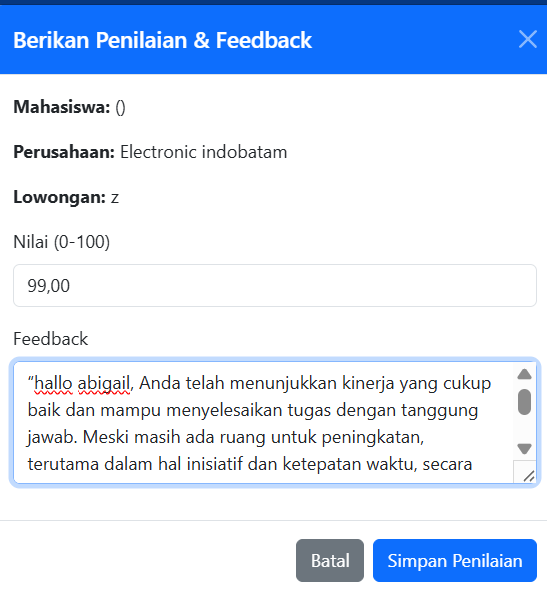 Berikan Penilaian & Feedback
Mahasiswa: ()
Perusahaan: Electronic indobatam
Lowongan: z
Nilai (0-100)
99,00
Feedback
“hallo abigail, Anda telah menunjukkan kinerja yang cukup
baik dan mampu menyelesaikan tugas dengan tanggung
jawab. Meski masih ada ruang untuk peningkatan,
terutama dalam hal inisiatif dan ketepatan waktu, secara
Batal
Simpan Penilaian